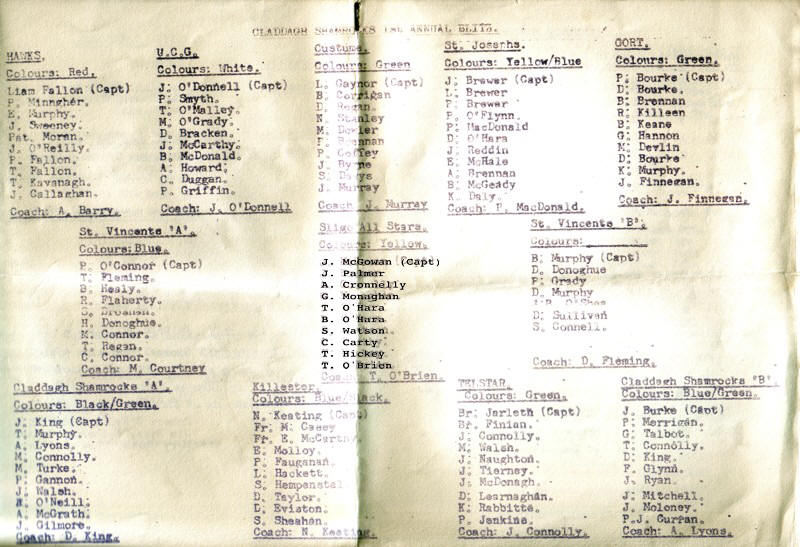 CLADDAGH SHAMROCKS 1st ANNUAL BLITZ.
HAWKS.
Colours: Red.
Liam Fallon (Capt)
P. Minngher.
E. Murphy.
J. Sweeney.
Pat. Moran.
J. O'Reilly.
P. Fallon.
T. Fallon.
T. Kavanagh.
J. Callaghan.
Coach: A. Barry.
U.C.G.
Colours: White.
J. O'Donnell (Capt)
P. Smyth.
T. O'Malley.
M. O'Grady.
D. Bracken.
J. McCarthy.
B. McDonald.
A. Howard.
C. Duggan.
P. Griffin.
Coach: J. O'Donnell
Custume.
Colours: Green
L. Gaynor (Capt)
B. Corrigan
D. Regan.
N. Stanley
M.
Brennan
P. Coffey
J. Byrne
S.
J. Murray
Coach J. Murray
St. Josephs.
Colours: Yellow/Blue
J. Brewer (Capt)
L. Brewer
P. Brewer
P. O'Flynn.
P. MacDonald
D. O'Hara
J. Reddin
E. McHale
A. Brennan
B. McGeady
K. Daly.
Coach: P. MacDonald.
GORT.
Colours: Green.
P. Bourke (Capt)
D. Bourke.
B. Brennan
R. Killeen
B. Keane
G. Hannon
M. Devlin
D. Bourke
K. Murphy.
J. Finnegan.
Coach: J. Finnegan.
St. Vincents 'A'.
Colours: Blue.
P. O'Connor (Capt)
T. Fleming.
B. Healy.
R. Flaherty.
S. Brosnan.
H. Donoghue.
M. Connor.
T. Regan.
C. Connor.
Coach: M. Courtney
Sligo All Stars.
Colours: Yellow.
J. McGowan (Capt)
J. Palmer
A. Cronnelly
G. Monaghan
T. O'Hara
B. O'Hara
S. Watson
C. Carty
T. Hickey
T. O'Brien
Coach: T. O'Brien.
St. Vincents 'B'.
Colours:
B. Murphy (Capt)
D. Donoghue
P. Grady
D. Murphy
O'Shea
D. Sullivan
S. Connell.
Coach: D. Fleming.
Claddagh Shamrocks 'A'.
Colours: Black/Green.
J. King (Capt)
T. Murphy.
A. Lyons.
M. Connolly.
M. Turke.
P. Gannon.
J. Walsh.
A. O'Neill.
A. McGrath.
J. Gilmore.
Coach: D. King.
Killester.
Colours: Blue/Black.
N. Keating (Capt)
Fr. M. Casey
Fr. E. McCarthy
E. Molloy.
P. Fauganan.
L. Hackett.
S. Hempenstal
D. Taylor.
L. Eviston.
S. Sheahan.
Coach: N. Keating.
TELSTAR.
Colours: Green.
Br. Jarleth (Capt)
Br. Finian.
J. Connolly.
M. Walsh.
J. Naughton.
J. Tierney.
J. McDonagh.
D. Learnaghan.
K. Rabbitte.
P. Jenkins.
Coach: J. Connolly.
Claddagh Shamrocks 'B'.
Colours: Blue/Green.
J. Burke (Capt)
P. Merrigan.
G. Talbot.
T. Connolly.
D. King.
F. Glynn.
J. Ryan.
J. Mitchell.
J. Moloney.
P.J. Curran.
Coach: A. Lyons.